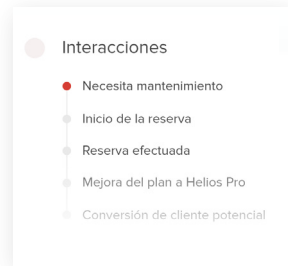 Interacciones
Necesita mantenimiento
Inicio de la reserva
Reserva efectuada
Mejora del plan a Helios Pro
Conversión de cliente potencial